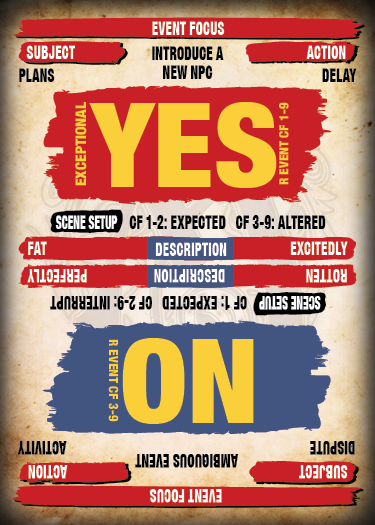 EVENT FOCUS
SUBJECT INTRODUCE A ACTION
PLANS NEW NPC DELAY
EXCEPTIONAL YES R EVENT CF 1-9
SCENE SETUP CF 1-2: EXPECTED CF 3-9: ALTERED
FAT DESCRIPTION EXCITEDLY
EVENT FOCUS
SUBJECT ACTION
DISPUTE AMBIGUOUS EVENT ACTIVITY
NO R EVENT CF 3-9
SCENE SETUP CF 1: EXPECTED CF 2-9: INTERRUPT
ROTTEN DESCRIPTION PERFECTLY